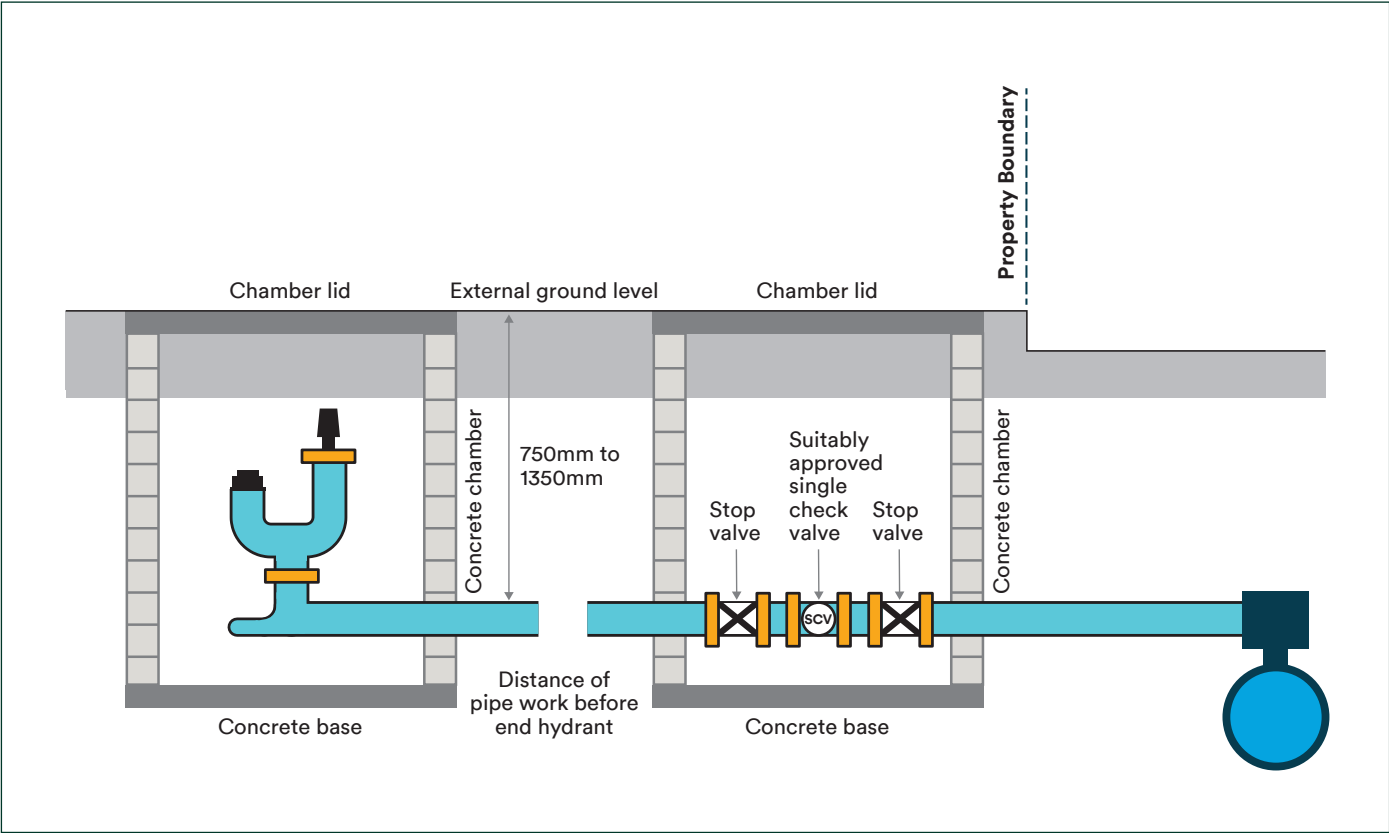 Property Boundary
Chamber lid
External ground level
Chamber lid
Concrete chamber
750mm to
1350mm
Suitably
approved
single
check
valve
Stop
valve
Stop
valve
Concrete chamber
SCV
Distance of
pipe work before
end hydrant
Concrete base
Concrete base